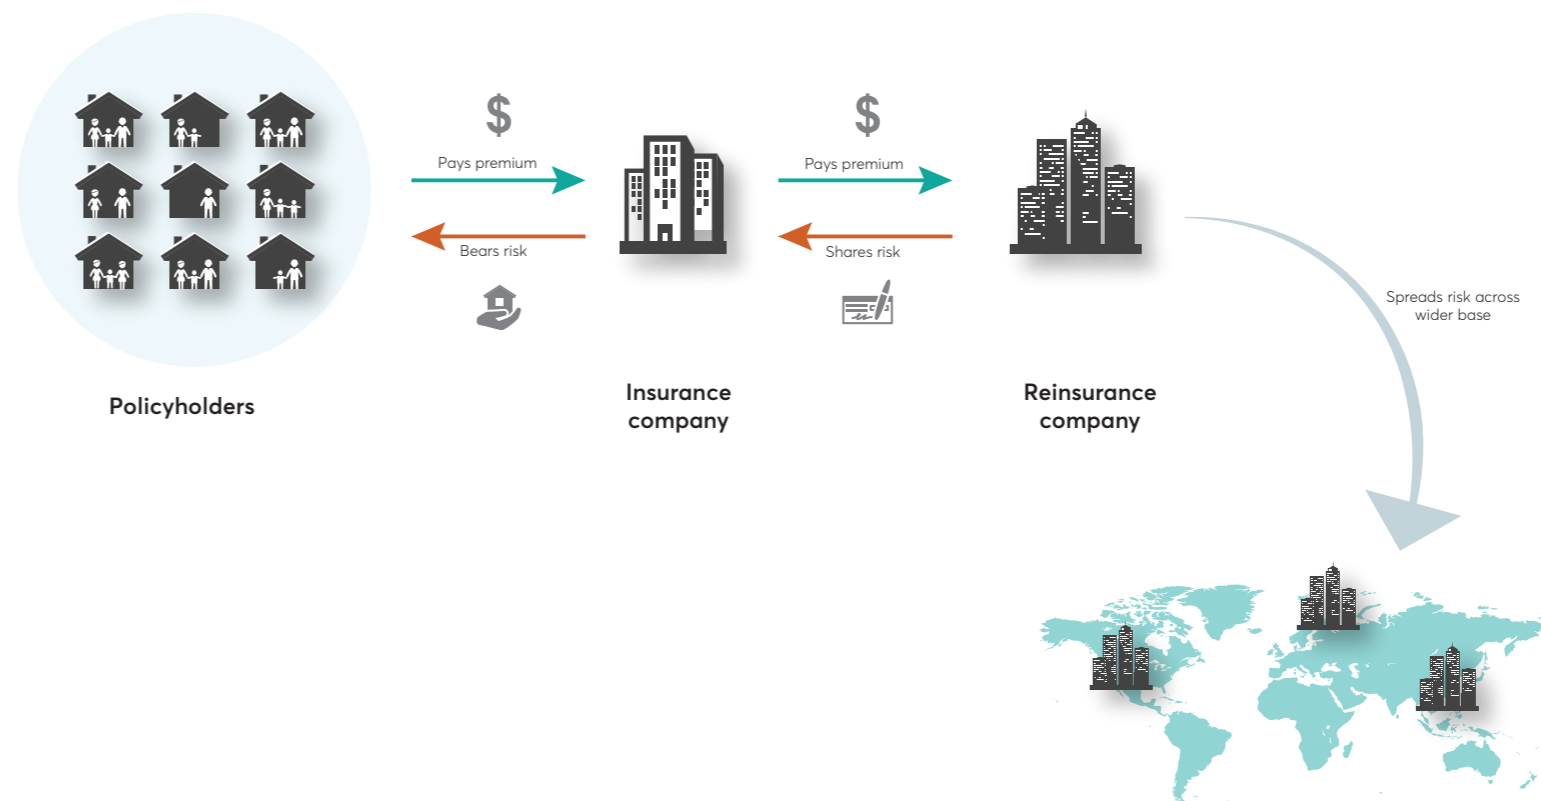 $
$
Pays premium
Pays premium
Bears risk
Shares risk
Spreads risk across
wider base
Policyholders
Insurance
company
Reinsurance
company